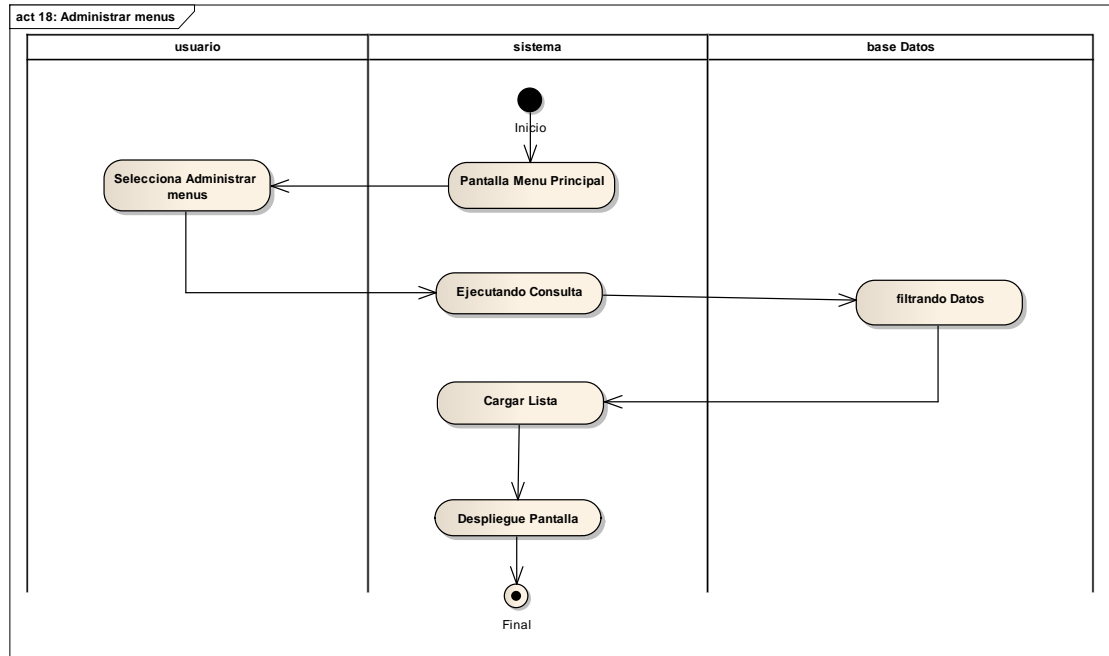 act 18: Administrar menus
usuario
sistema
base Datos
Inicio
Selecciona Administrar
menus
Pantalla Menu Principal
Ejecutando Consulta
filtrando Datos
Cargar Lista
Despliegue Pantalla
Final